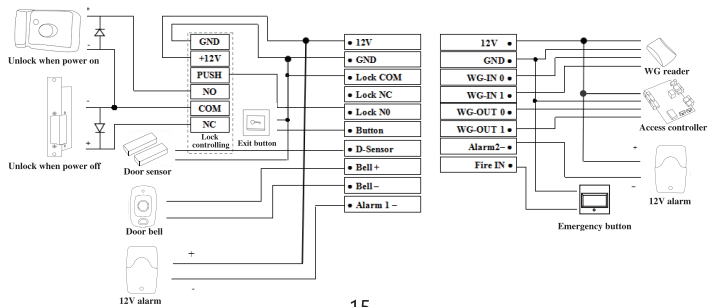 +
-
Unlock when power on
-
+
Unlock when power off
GND
+12V
PUSH
NO
COM
NC
Lock
controlling
Exit button
Door sensor
Door bell
+
-
12V alarm
● 12V
● GND
● Lock COM
● Lock NC
● Lock N0
● Button
● D-Sensor
● Bell +
● Bell −
● Alarm 1 −
12V ●
GND ●
WG-IN 0 ●
WG-IN 1 ●
WG-OUT 0 ●
WG-OUT 1 ●
Alarm2− ●
Fire IN ●
WG reader
Access controller
+
−
12V alarm
Emergency button